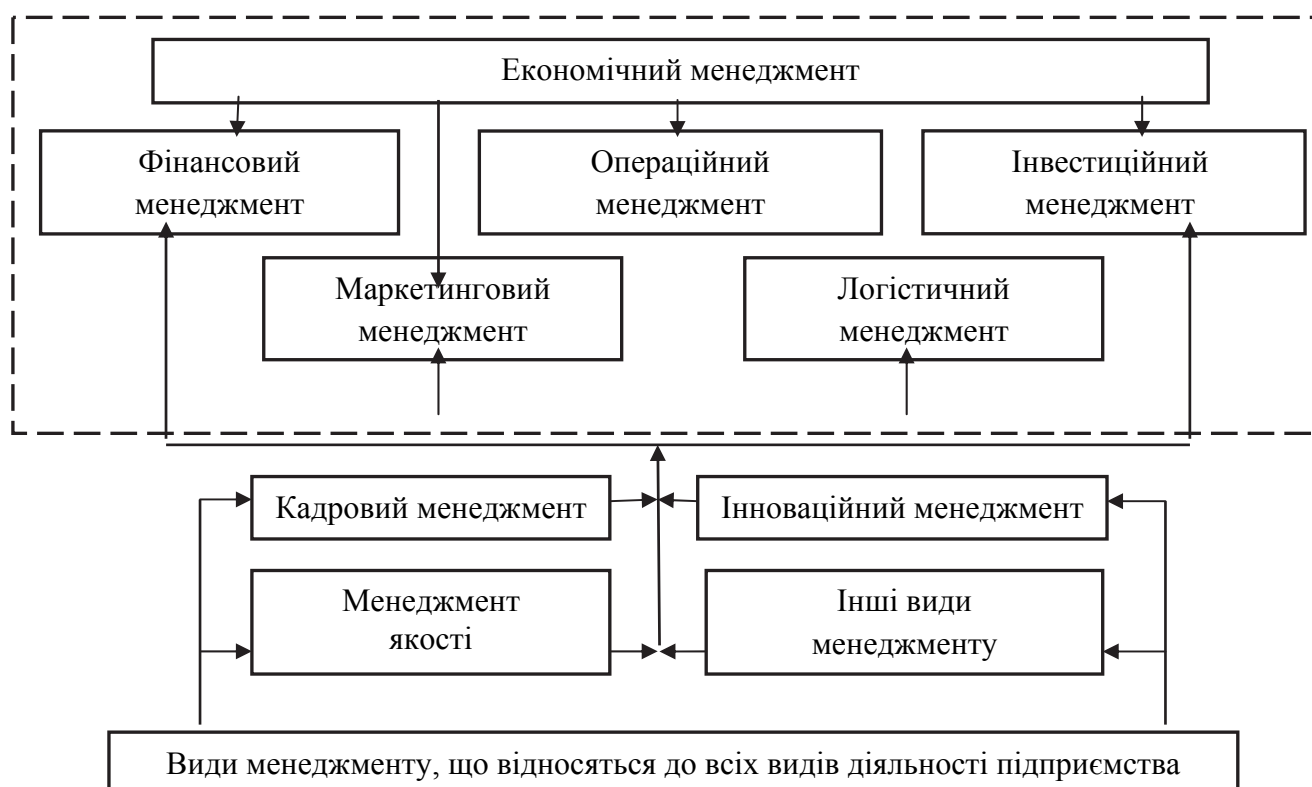 Економічний менеджмент
Фінансовий
менеджмент
Операційний
менеджмент
Інвестиційний
менеджмент
Маркетинговий
менеджмент
Логістичний
менеджмент
Кадровий менеджмент
Інноваційний менеджмент
Менеджмент
якості
Інші види
менеджменту
Види менеджменту, що відносяться до всіх видів діяльності підприємства